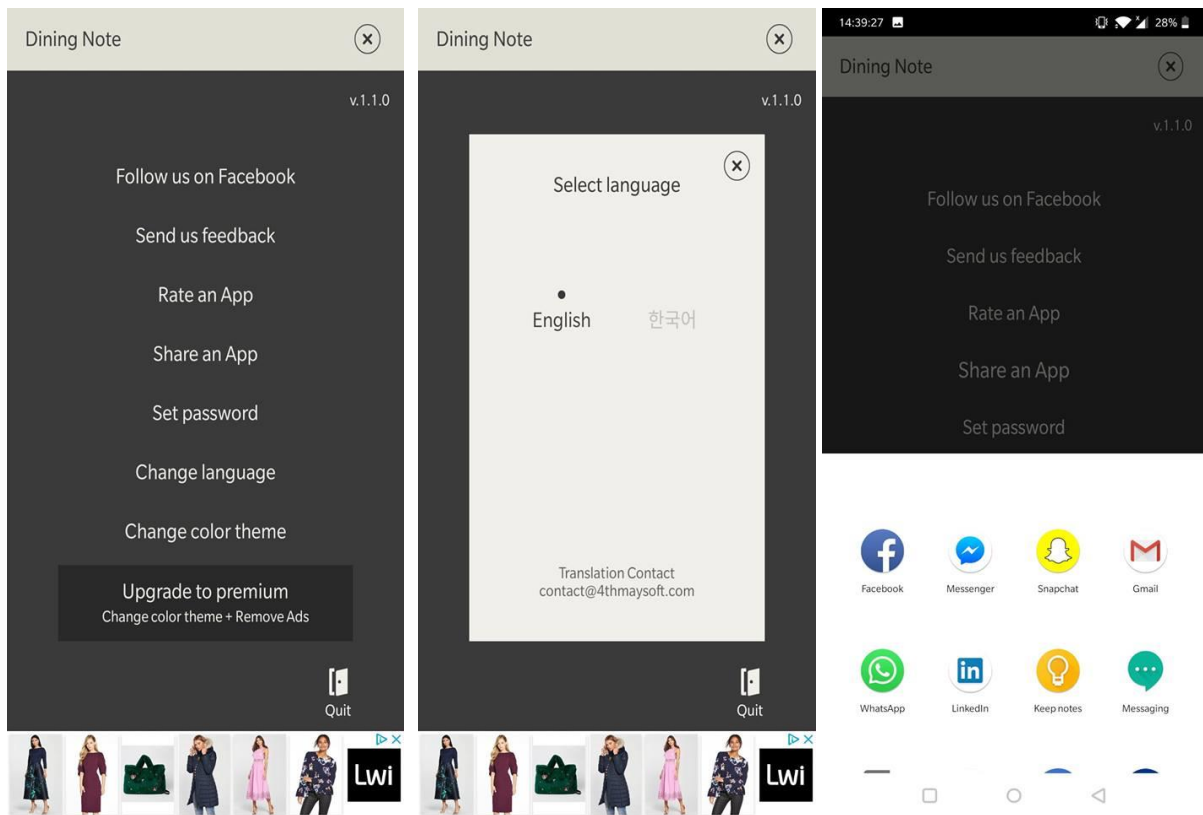 Dining Note
v.1.1.0
Follow us on Facebook
Send us feedback
Rate an App
Share an App
Set password
Change language
Change color theme
Upgrade to premium
Change color theme + Remove Ads
Quit
Lwi
Dining Note
v.1.1.0
Select language
English 한국어
Translation Contact
contact@4thmaysoft.com
Quit
Lwi
14:39:27 28%
Dining Note
v.1.1.0
Follow us on Facebook
Send us feedback
Rate an App
Share an App
Set password
Facebook Messenger Snapchat Gmail
WhatsApp LinkedIn Keep notes Messaging